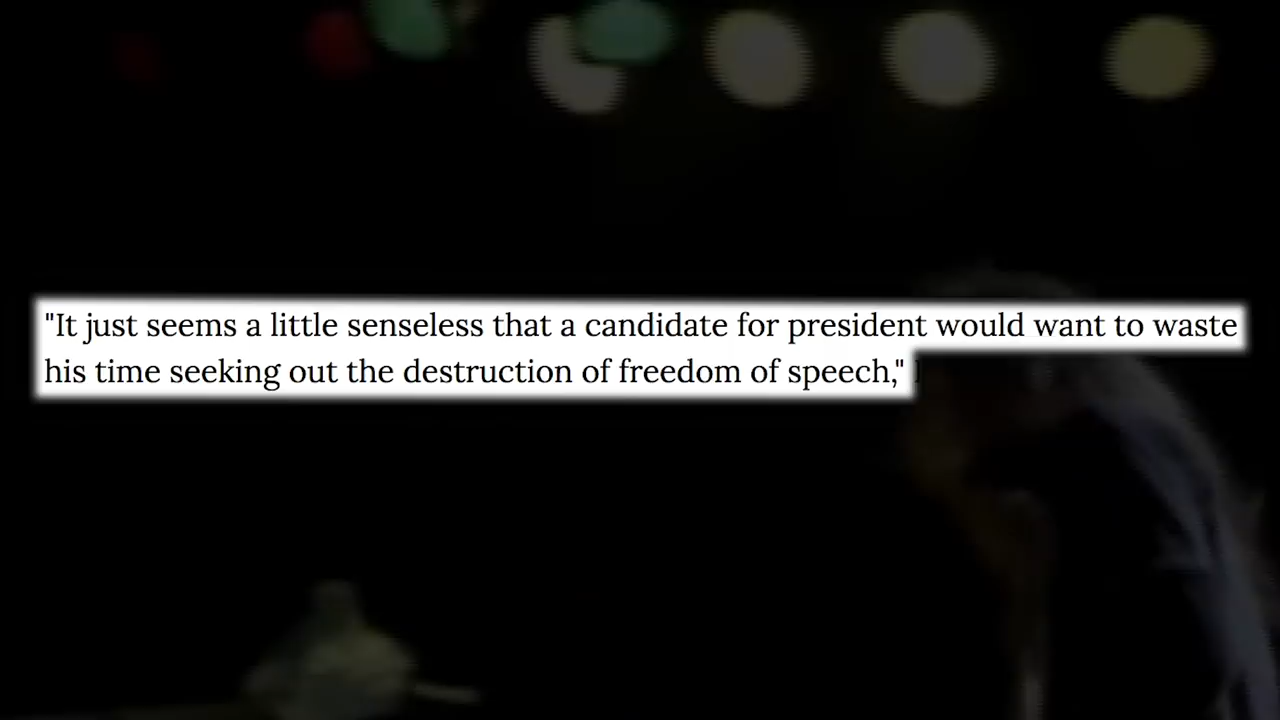 "It just seems a little senseless that a candidate for president would want to waste
his time seeking out the destruction of freedom of speech,"